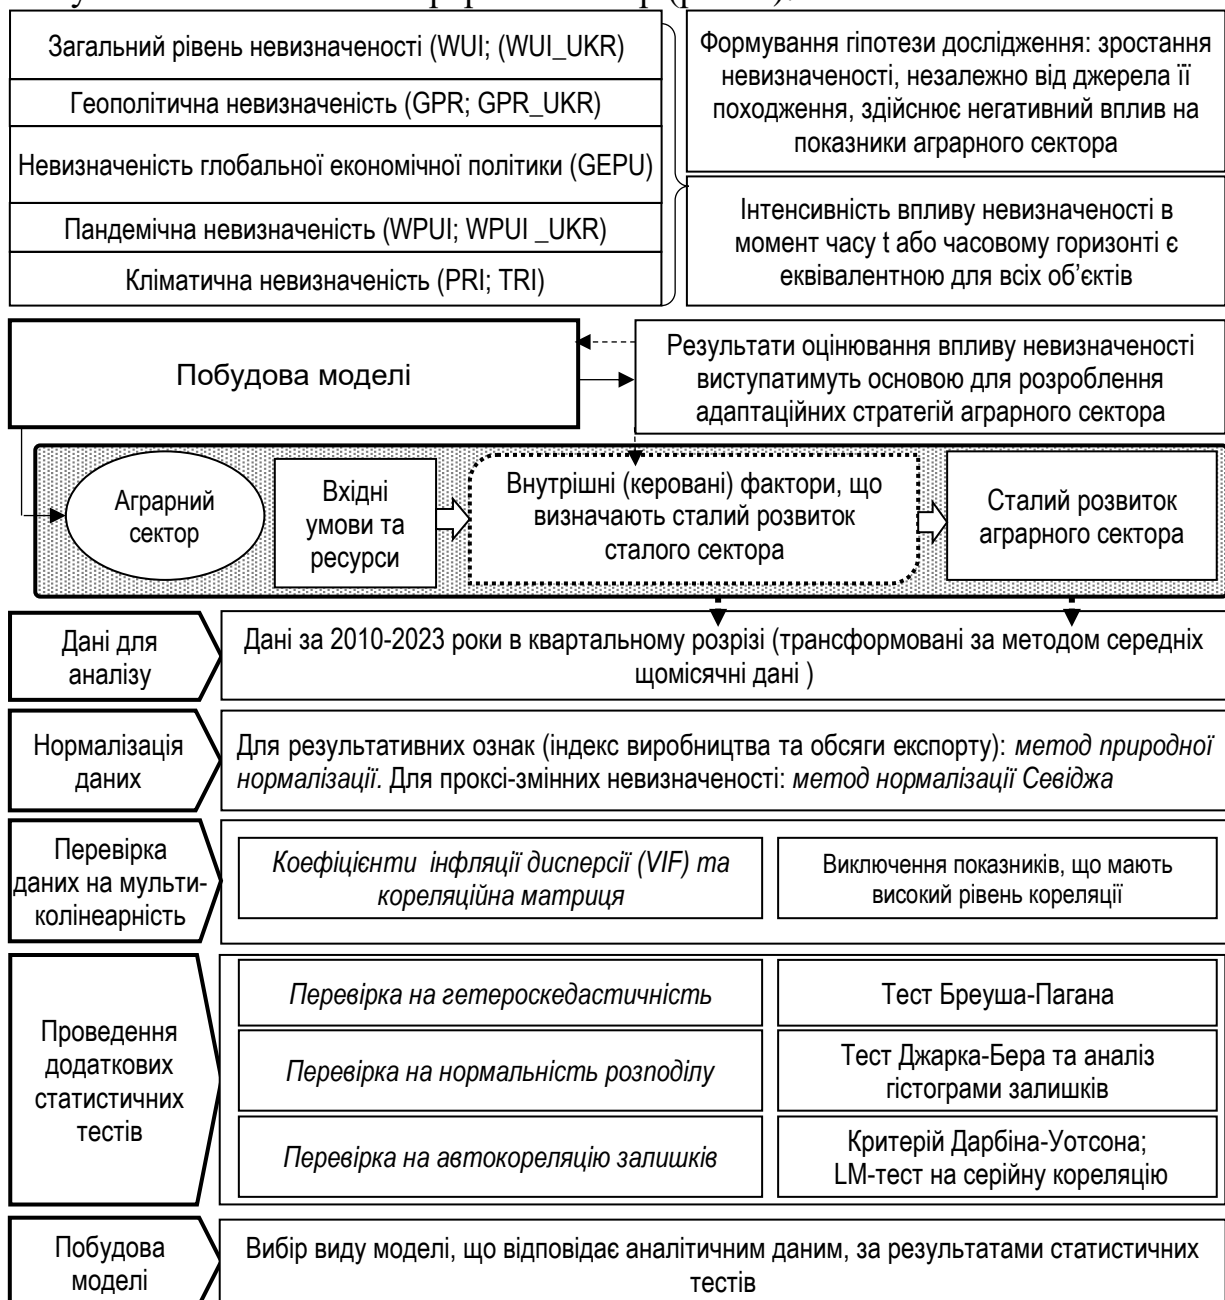 Загальний рівень невизначеності (WUI; (WUI_UKR)
Геополітична невизначеність (GPR; GPR_UKR)
Невизначеність глобальної економічної політики (GEPU)
Пандемічна невизначеність (WPUI; WPUI _UKR)
Кліматична невизначеність (PRI; TRI)
Формування гіпотези дослідження: зростання
невизначеності, незалежно від джерела її
походження, здійснює негативний вплив на
показники аграрного сектора
Інтенсивність впливу невизначеності в
момент часу t або часовому горизонті є
еквівалентною для всіх об’єктів
Побудова моделі
Результати оцінювання впливу невизначеності
виступатимуть основою для розроблення
адаптаційних стратегій аграрного сектора
Аграрний
сектор
Вхідні
умови та
ресурси
Внутрішні (керовані) фактори, що
визначають сталий розвиток
сталого сектора
Сталий розвиток
аграрного сектора
Дані для
аналізу
Дані за 2010-2023 роки в квартальному розрізі (трансформовані за методом середніх
щомісячні дані )
Нормалізація
даних
Для результативних ознак (індекс виробництва та обсяги експорту): метод природної
нормалізації. Для проксі-змінних невизначеності: метод нормалізації Севіджа
Перевірка
даних на мульти-
колінеарність
Коефіцієнти інфляції дисперсії (VIF) та
кореляційна матриця
Виключення показників, що мають
високий рівень кореляції
Проведення
додаткових
статистичних
тестів
Перевірка на гетероскедастичність
Тест Бреуша-Пагана
Перевірка на нормальність розподілу
Тест Джарка-Бера та аналіз
гістограми залишків
Перевірка на автокореляцію залишків
Критерій Дарбіна-Уотсона;
LM-тест на серійну кореляцію
Побудова
моделі
Вибір виду моделі, що відповідає аналітичним даним, за результатами статистичних
тестів